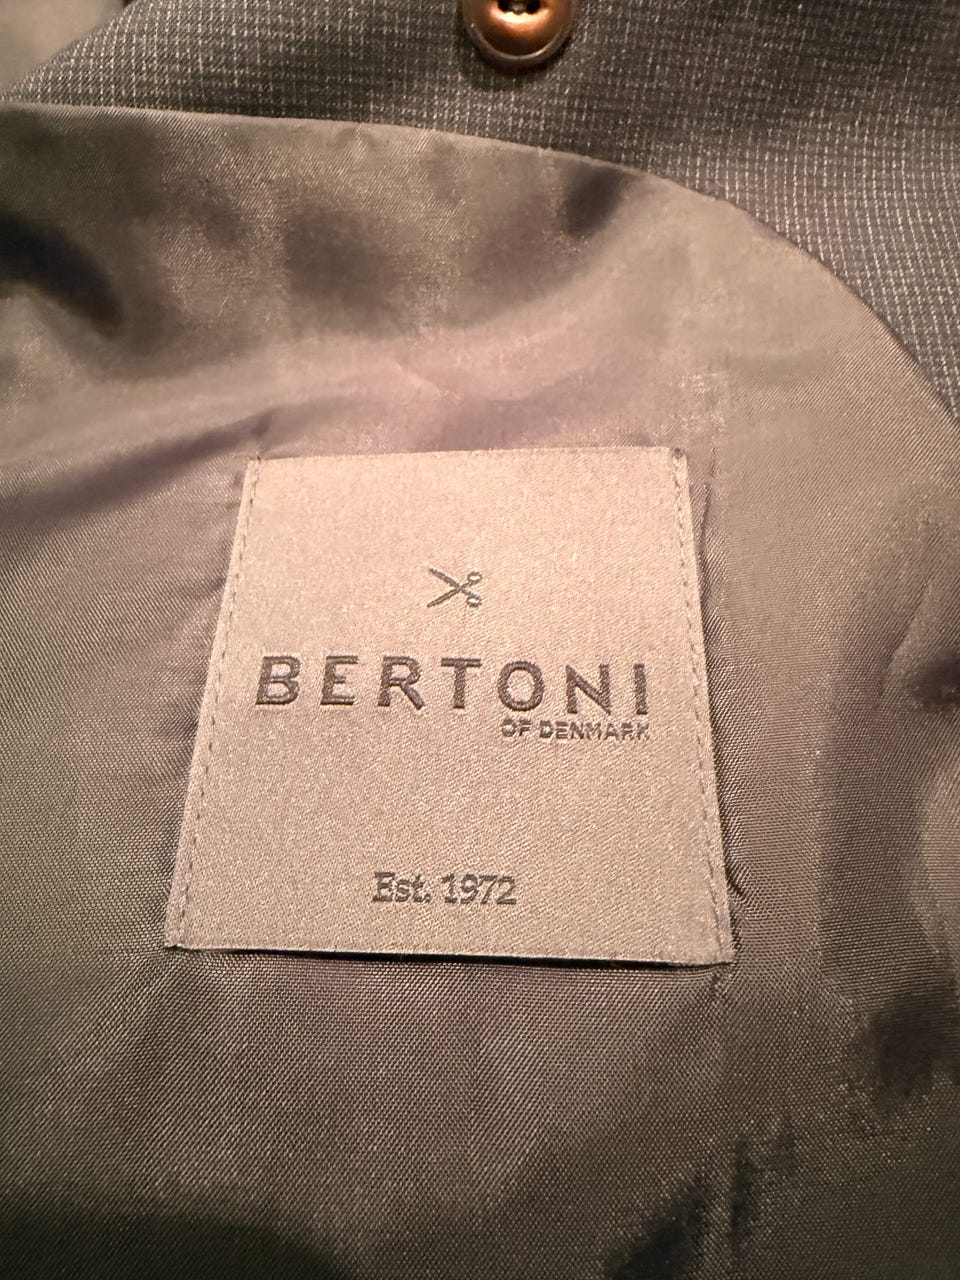 BERTONI
OF DENMARK
Est. 1972